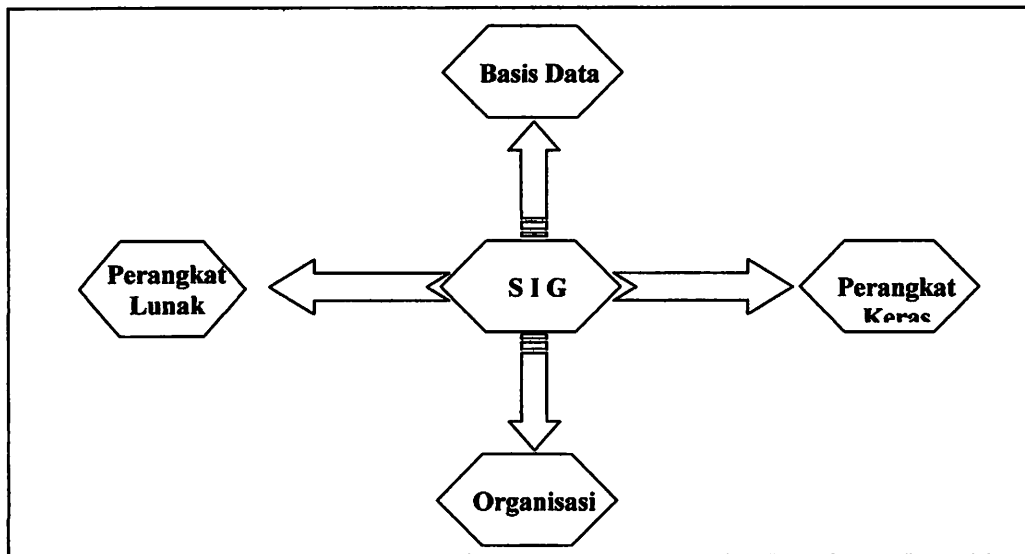 Basis Data
Perangkat
Lunak
S I G
Perangkat
Keras
Organisasi